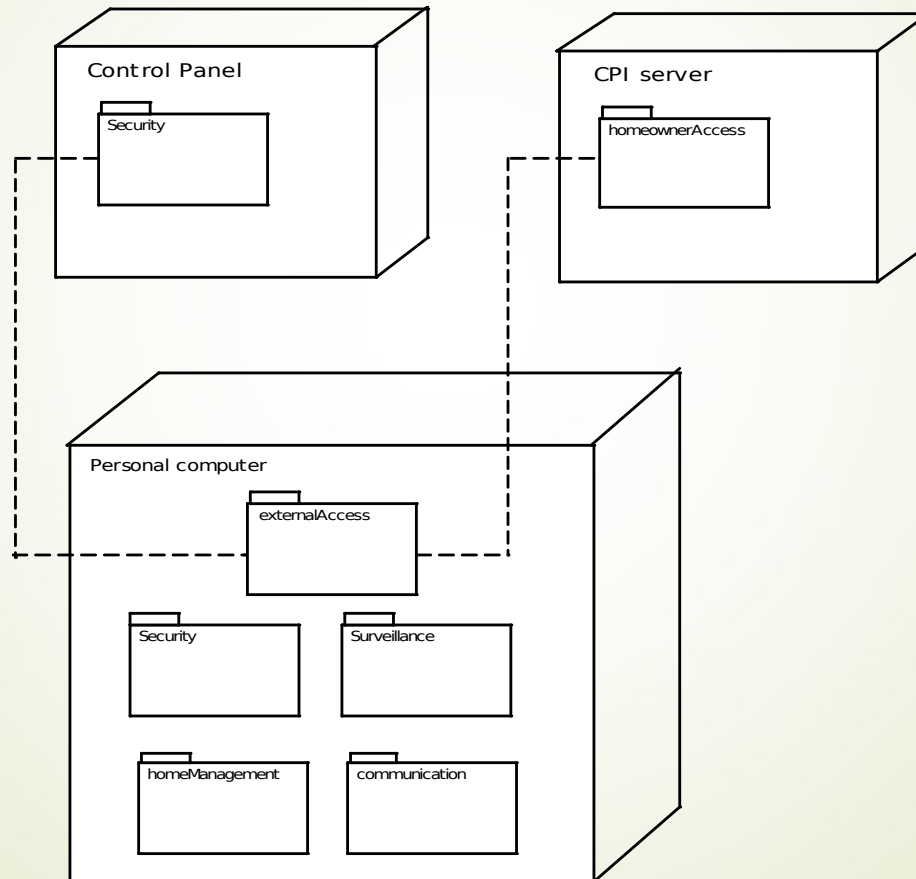 Control Panel
Security
CPI server
homeownerAccess
Personal computer
externalAccess
Security
Surveillance
homeManagement
communication